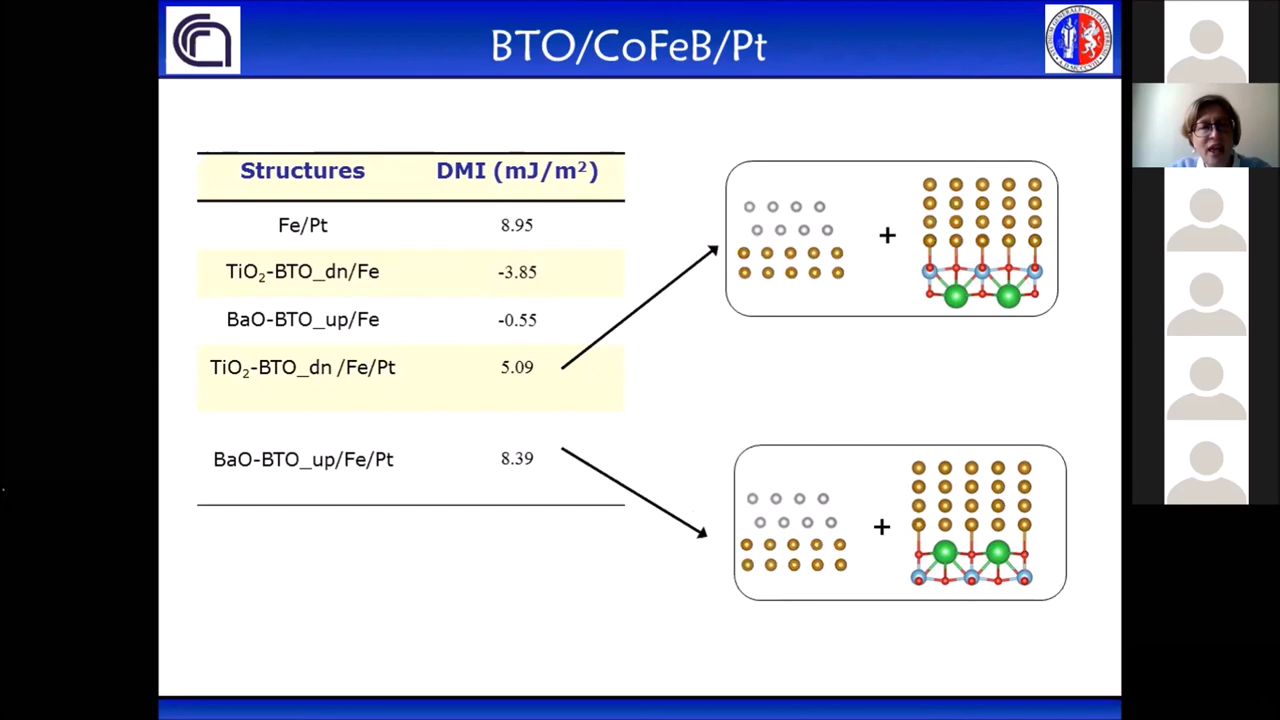 BTO/CoFeB/Pt
Structures DMI (mJ/m²)
Fe/Pt 8.95
TiO₂-BTO_dn/Fe -3.85
BaO-BTO_up/Fe -0.55
TiO₂-BTO_dn /Fe/Pt 5.09
BaO-BTO_up/Fe/Pt 8.39
+
+